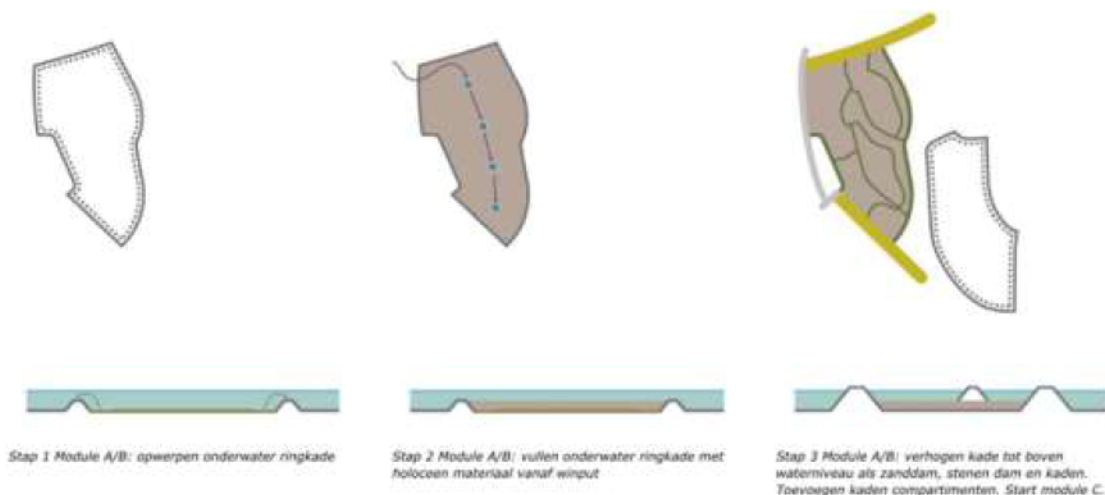 Stap 1 Module A/B: opwerpen onderwater ringkade
Stap 2 Module A/B: vullen onderwater ringkade met
holoceen materiaal vanaf winput
Stap 3 Module A/B: verhogen kade tot boven
waterniveau als zanddam, stenen dam en kaden.
Toevoegen kaden compartimenten. Start module C.